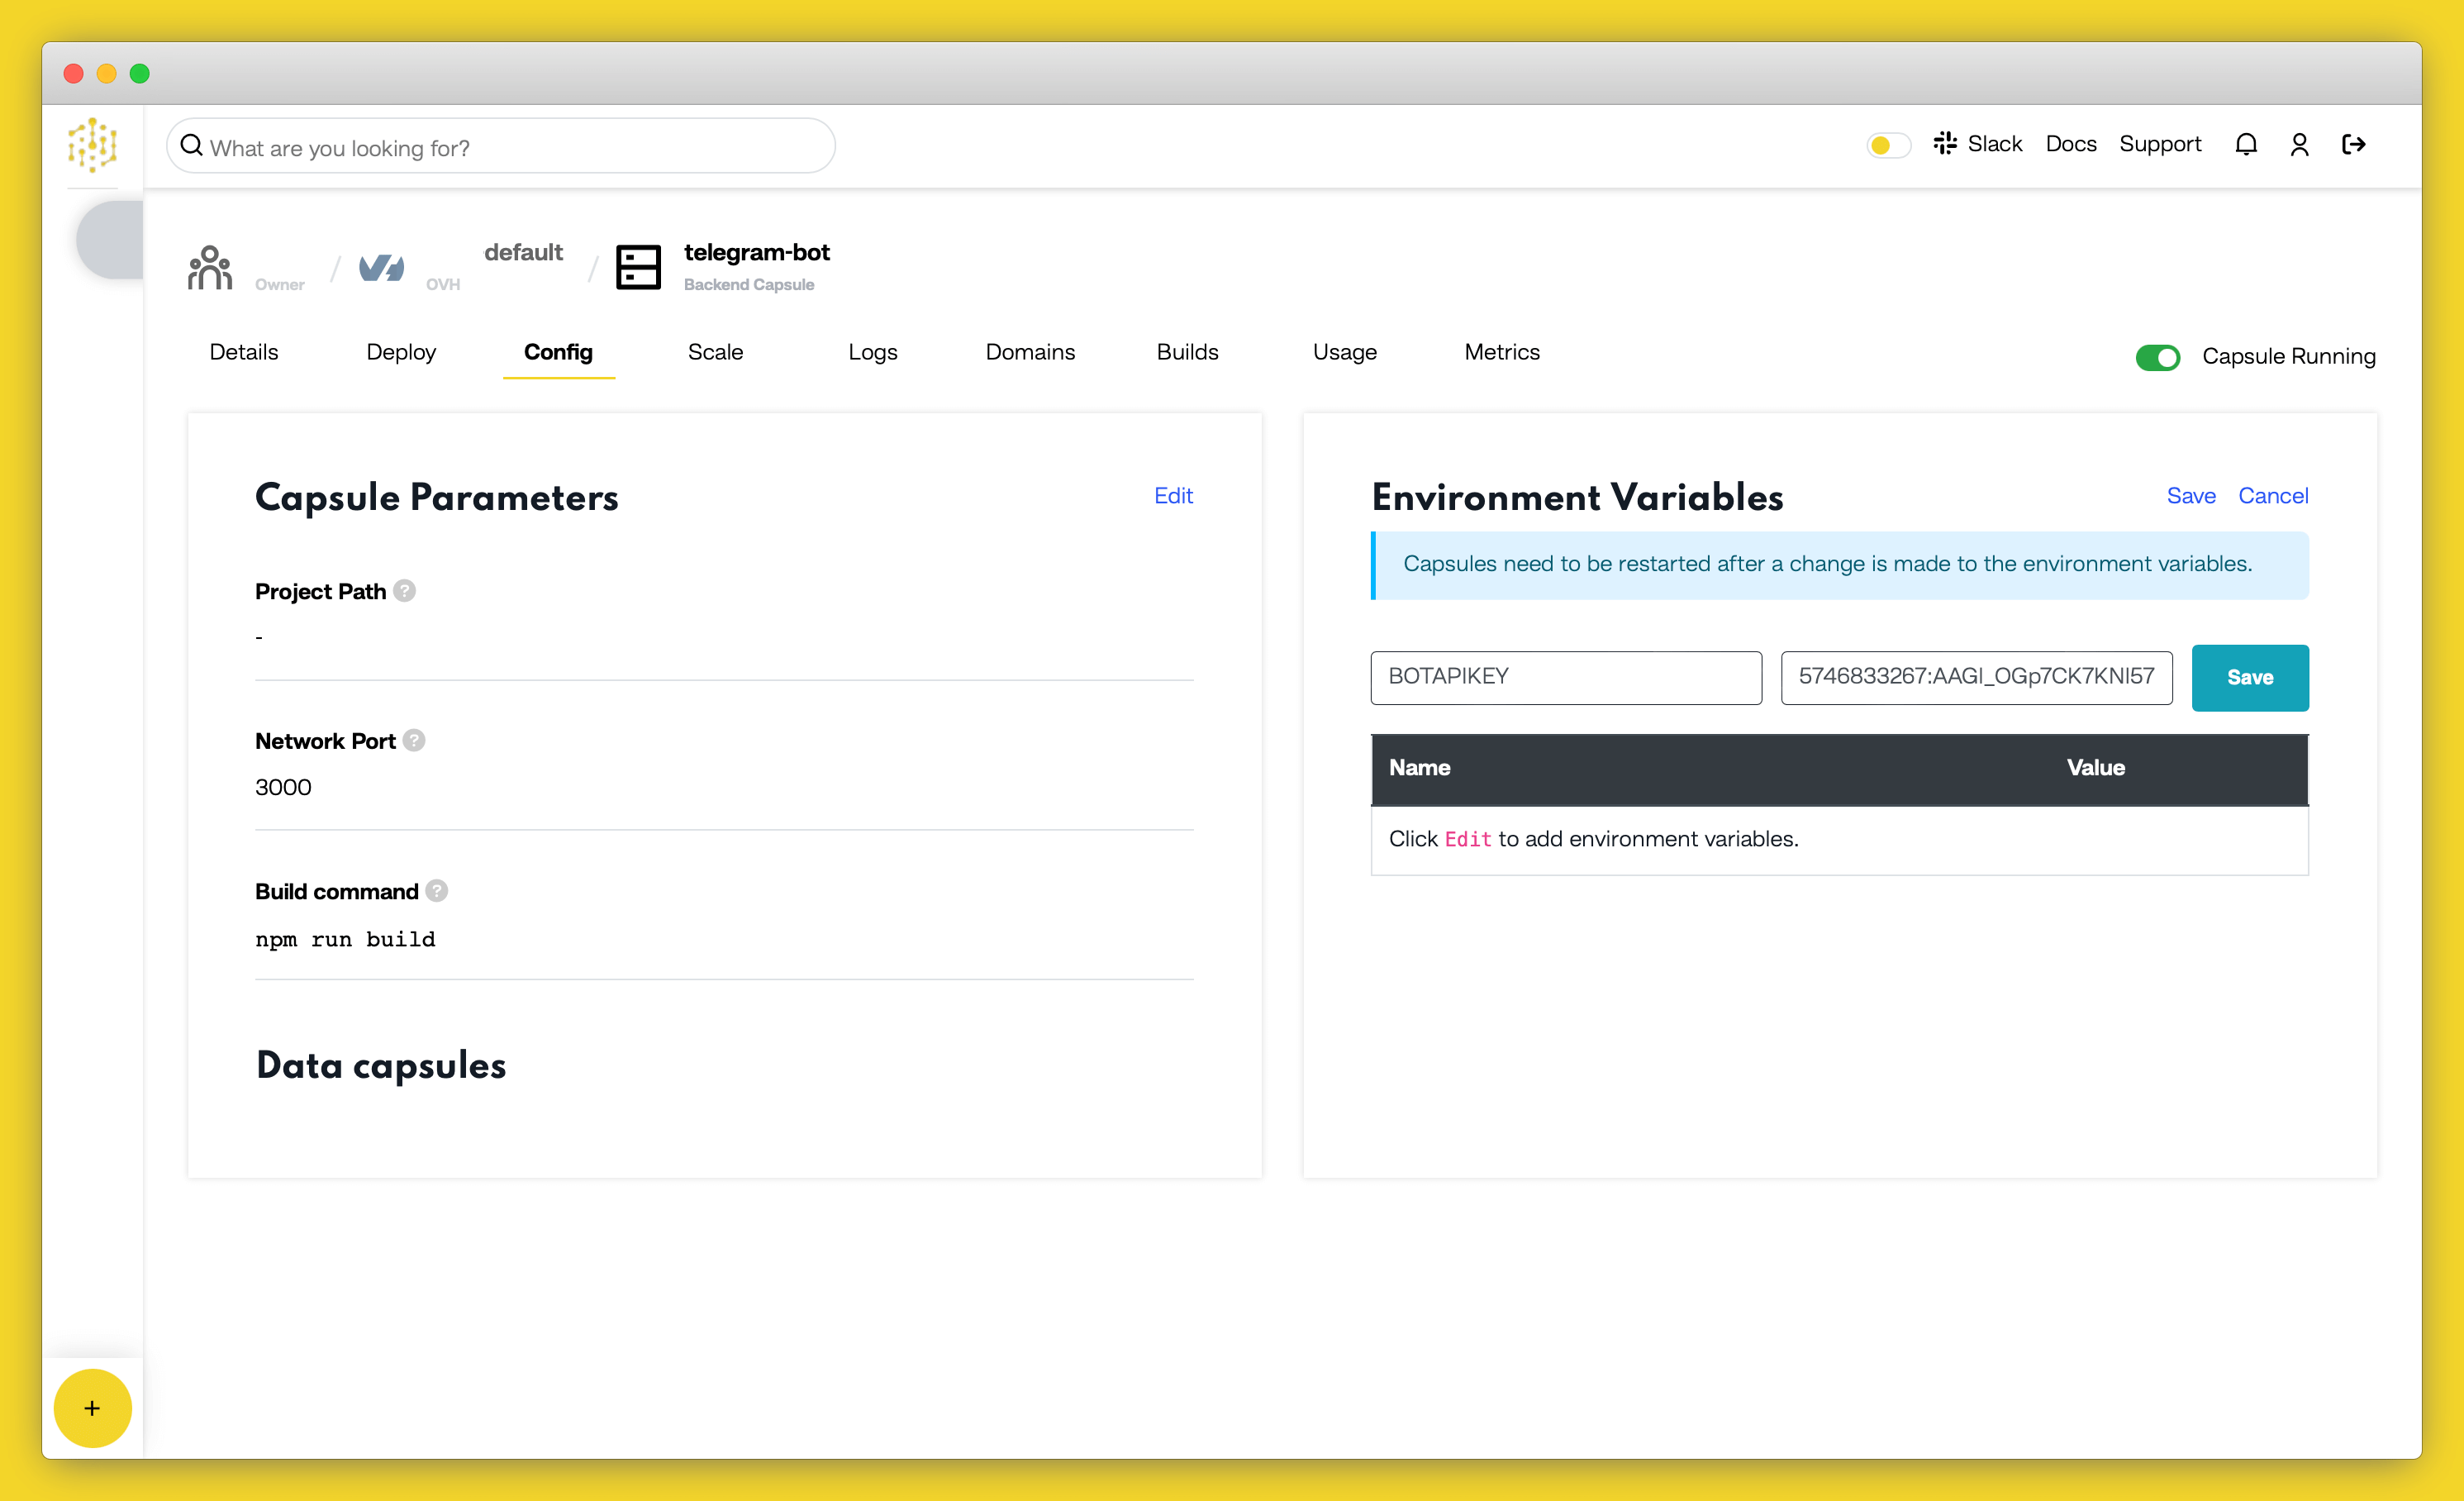 What are you looking for?
Slack Docs Support
Owner / OVH default / telegram-bot
Backend Capsule
Details Deploy Config Scale Logs Domains Builds Usage Metrics Capsule Running
Capsule Parameters Edit
Project Path ?
-
Network Port ?
3000
Build command ?
npm run build
Data capsules
Environment Variables Save Cancel
Capsules need to be restarted after a change is made to the environment variables.
BOTAPIKEY 5746833267:AAGI_OGp7CK7KNI57 Save
Name Value
Click Edit to add environment variables.
+